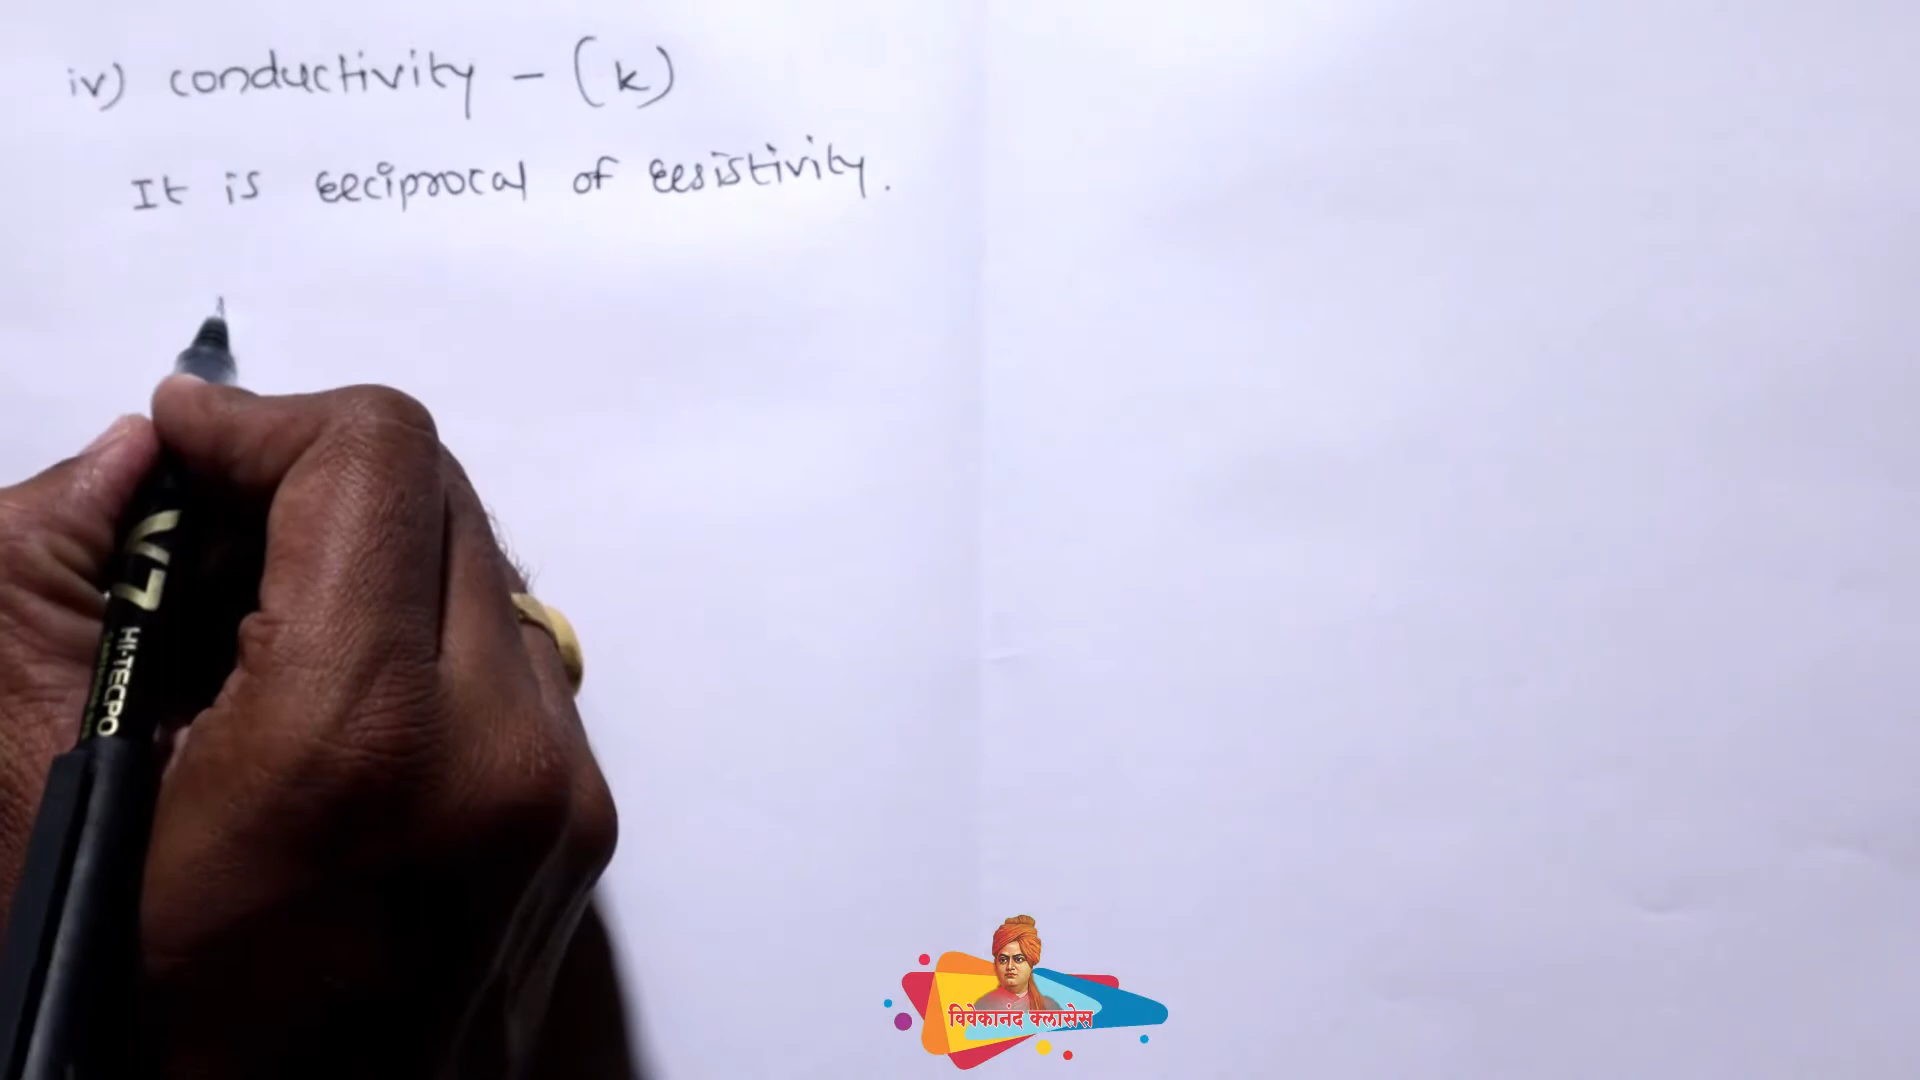 iv) conductivity - (k)
It is reciprocal of resistivity.
V7
HI-TECPO
विवेकानंद क्लासेस